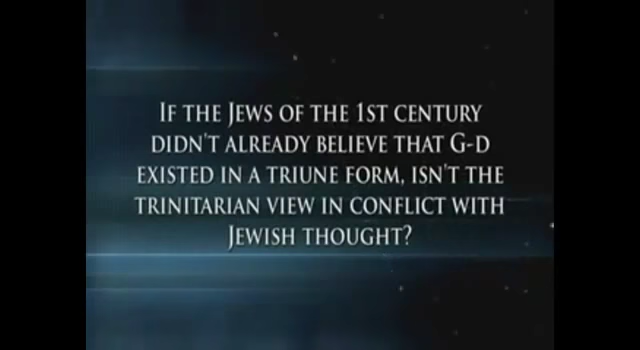 If the Jews of the 1st century
didn't already believe that G-d
existed in a triune form, isn't the
trinitarian view in conflict with
Jewish thought?